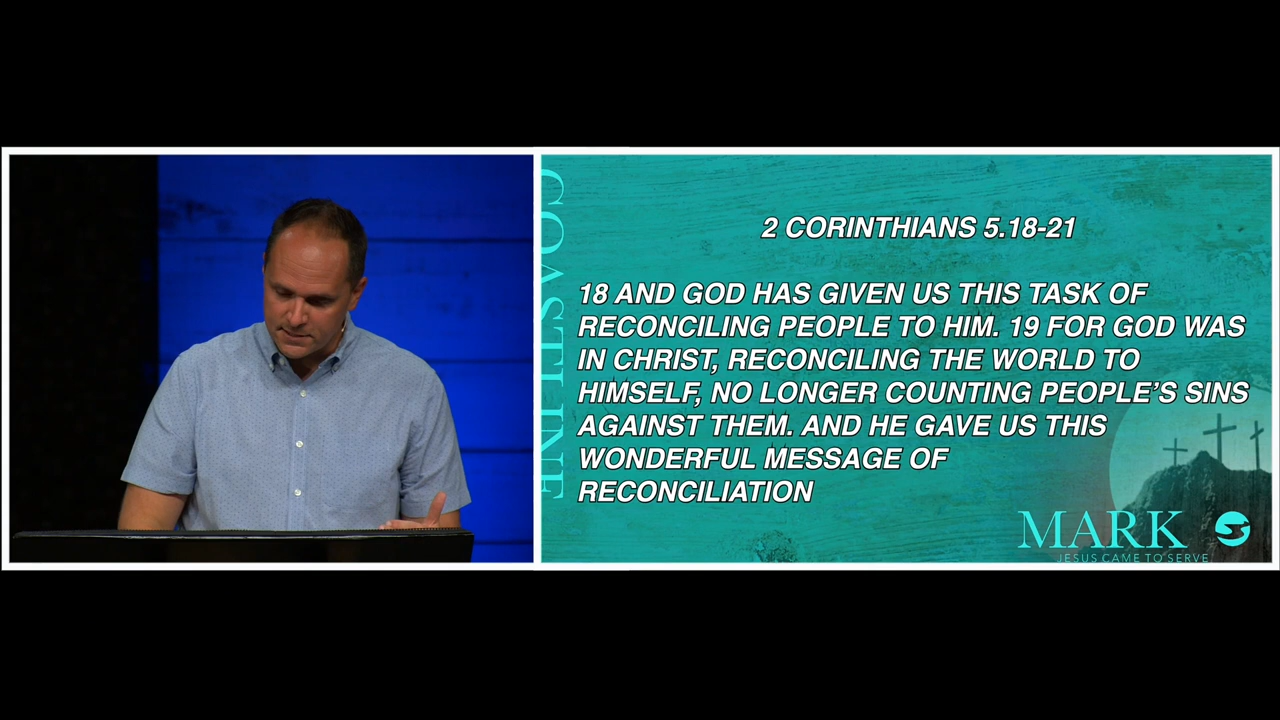 COASTLINE
2 CORINTHIANS 5.18-21
18 AND GOD HAS GIVEN US THIS TASK OF
RECONCILING PEOPLE TO HIM. 19 FOR GOD WAS
IN CHRIST, RECONCILING THE WORLD TO
HIMSELF, NO LONGER COUNTING PEOPLE’S SINS
AGAINST THEM. AND HE GAVE US THIS
WONDERFUL MESSAGE OF
RECONCILIATION
MARK
JESUS CAME TO SERVE